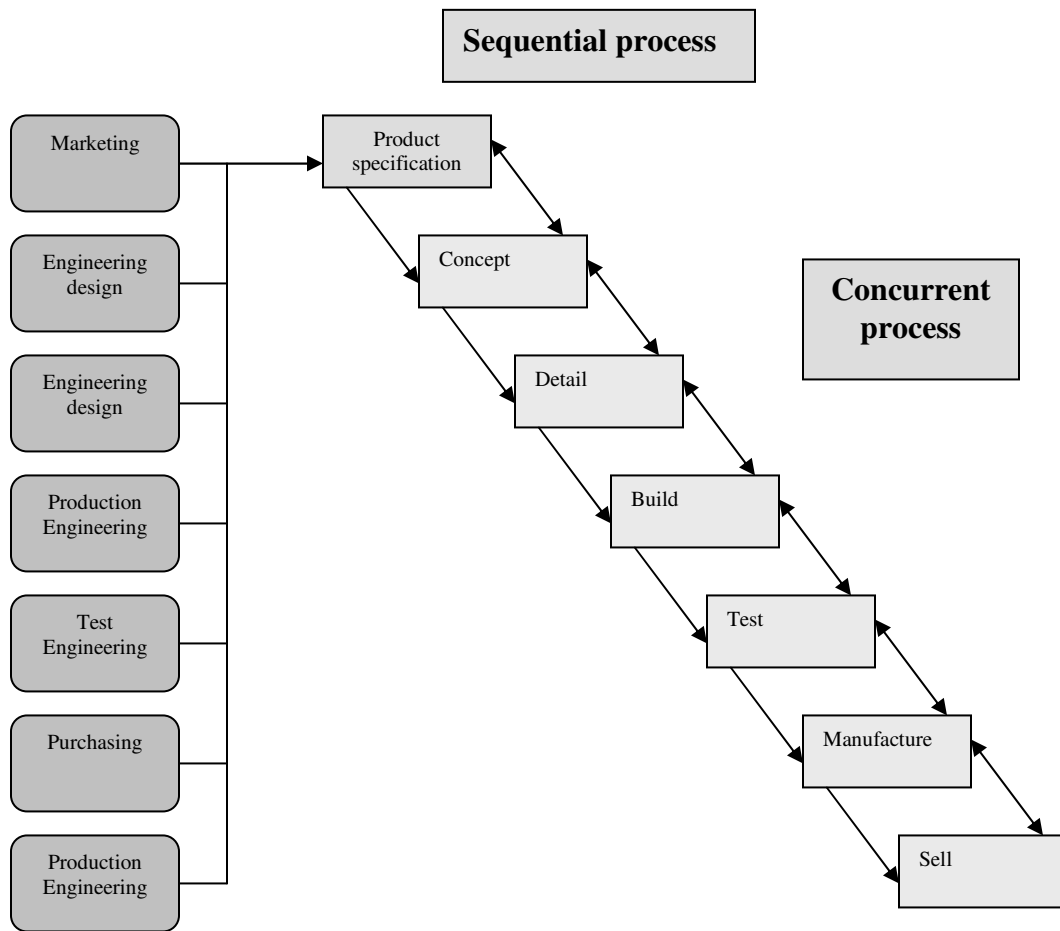 Sequential process
Marketing
Product
specification
Engineering
design
Concept
Concurrent
process
Engineering
design
Detail
Production
Engineering
Build
Test
Engineering
Test
Purchasing
Manufacture
Production
Engineering
Sell